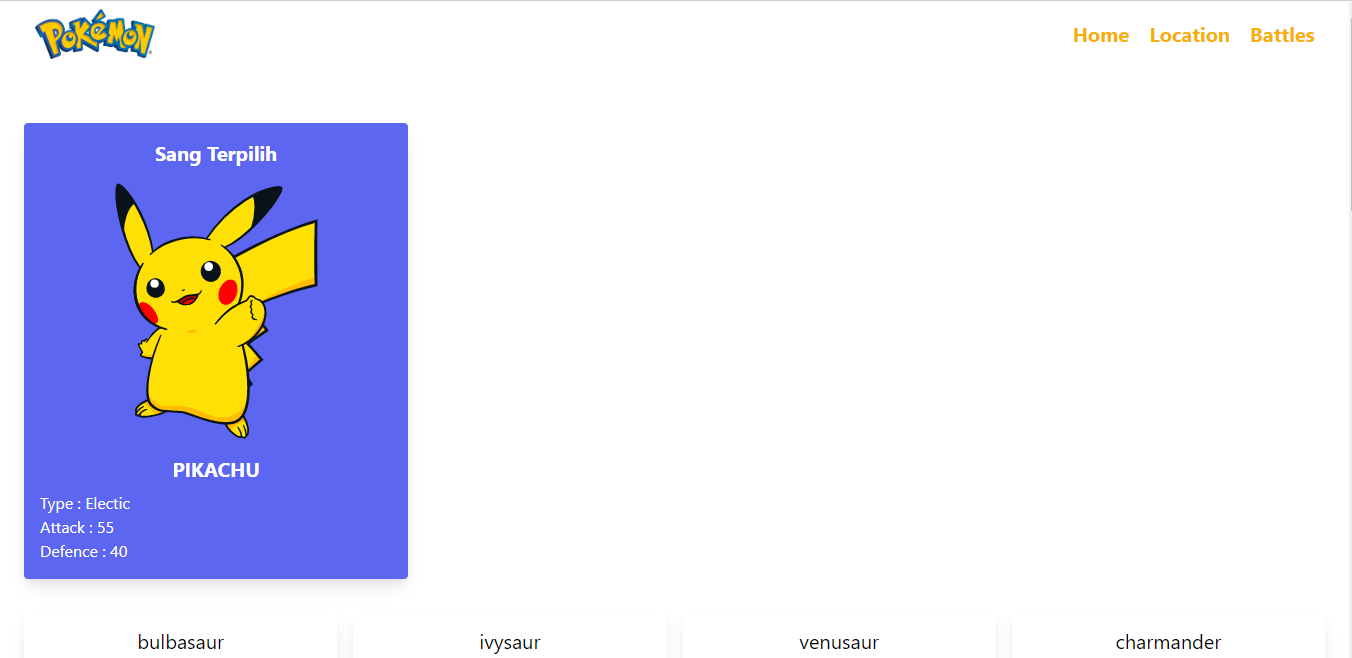 POKéMON
Home Location Battles
Sang Terpilih
PIKACHU
Type : Electic
Attack : 55
Defence : 40
bulbasaur ivysaur venusaur charmander